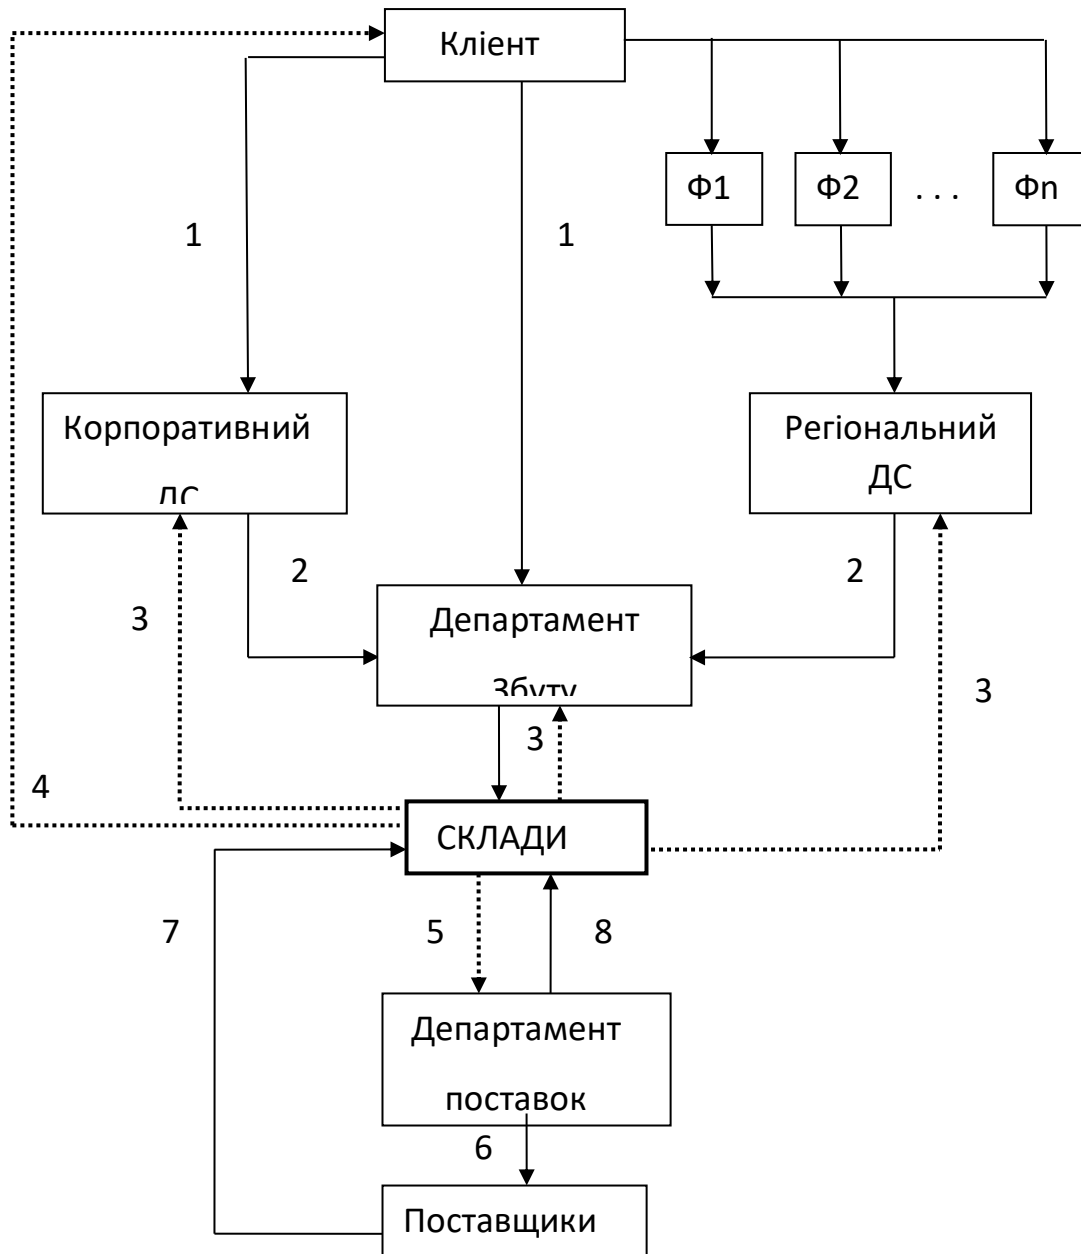 Клієнт
Ф1 Ф2 . . . Фn
1 1
Корпоративний
ДС
Регіональний
ДС
2 2
3
Департамент
Збуту
3
3
4
СКЛАДИ
7 5 8
Департамент
поставок
6
Поставщики